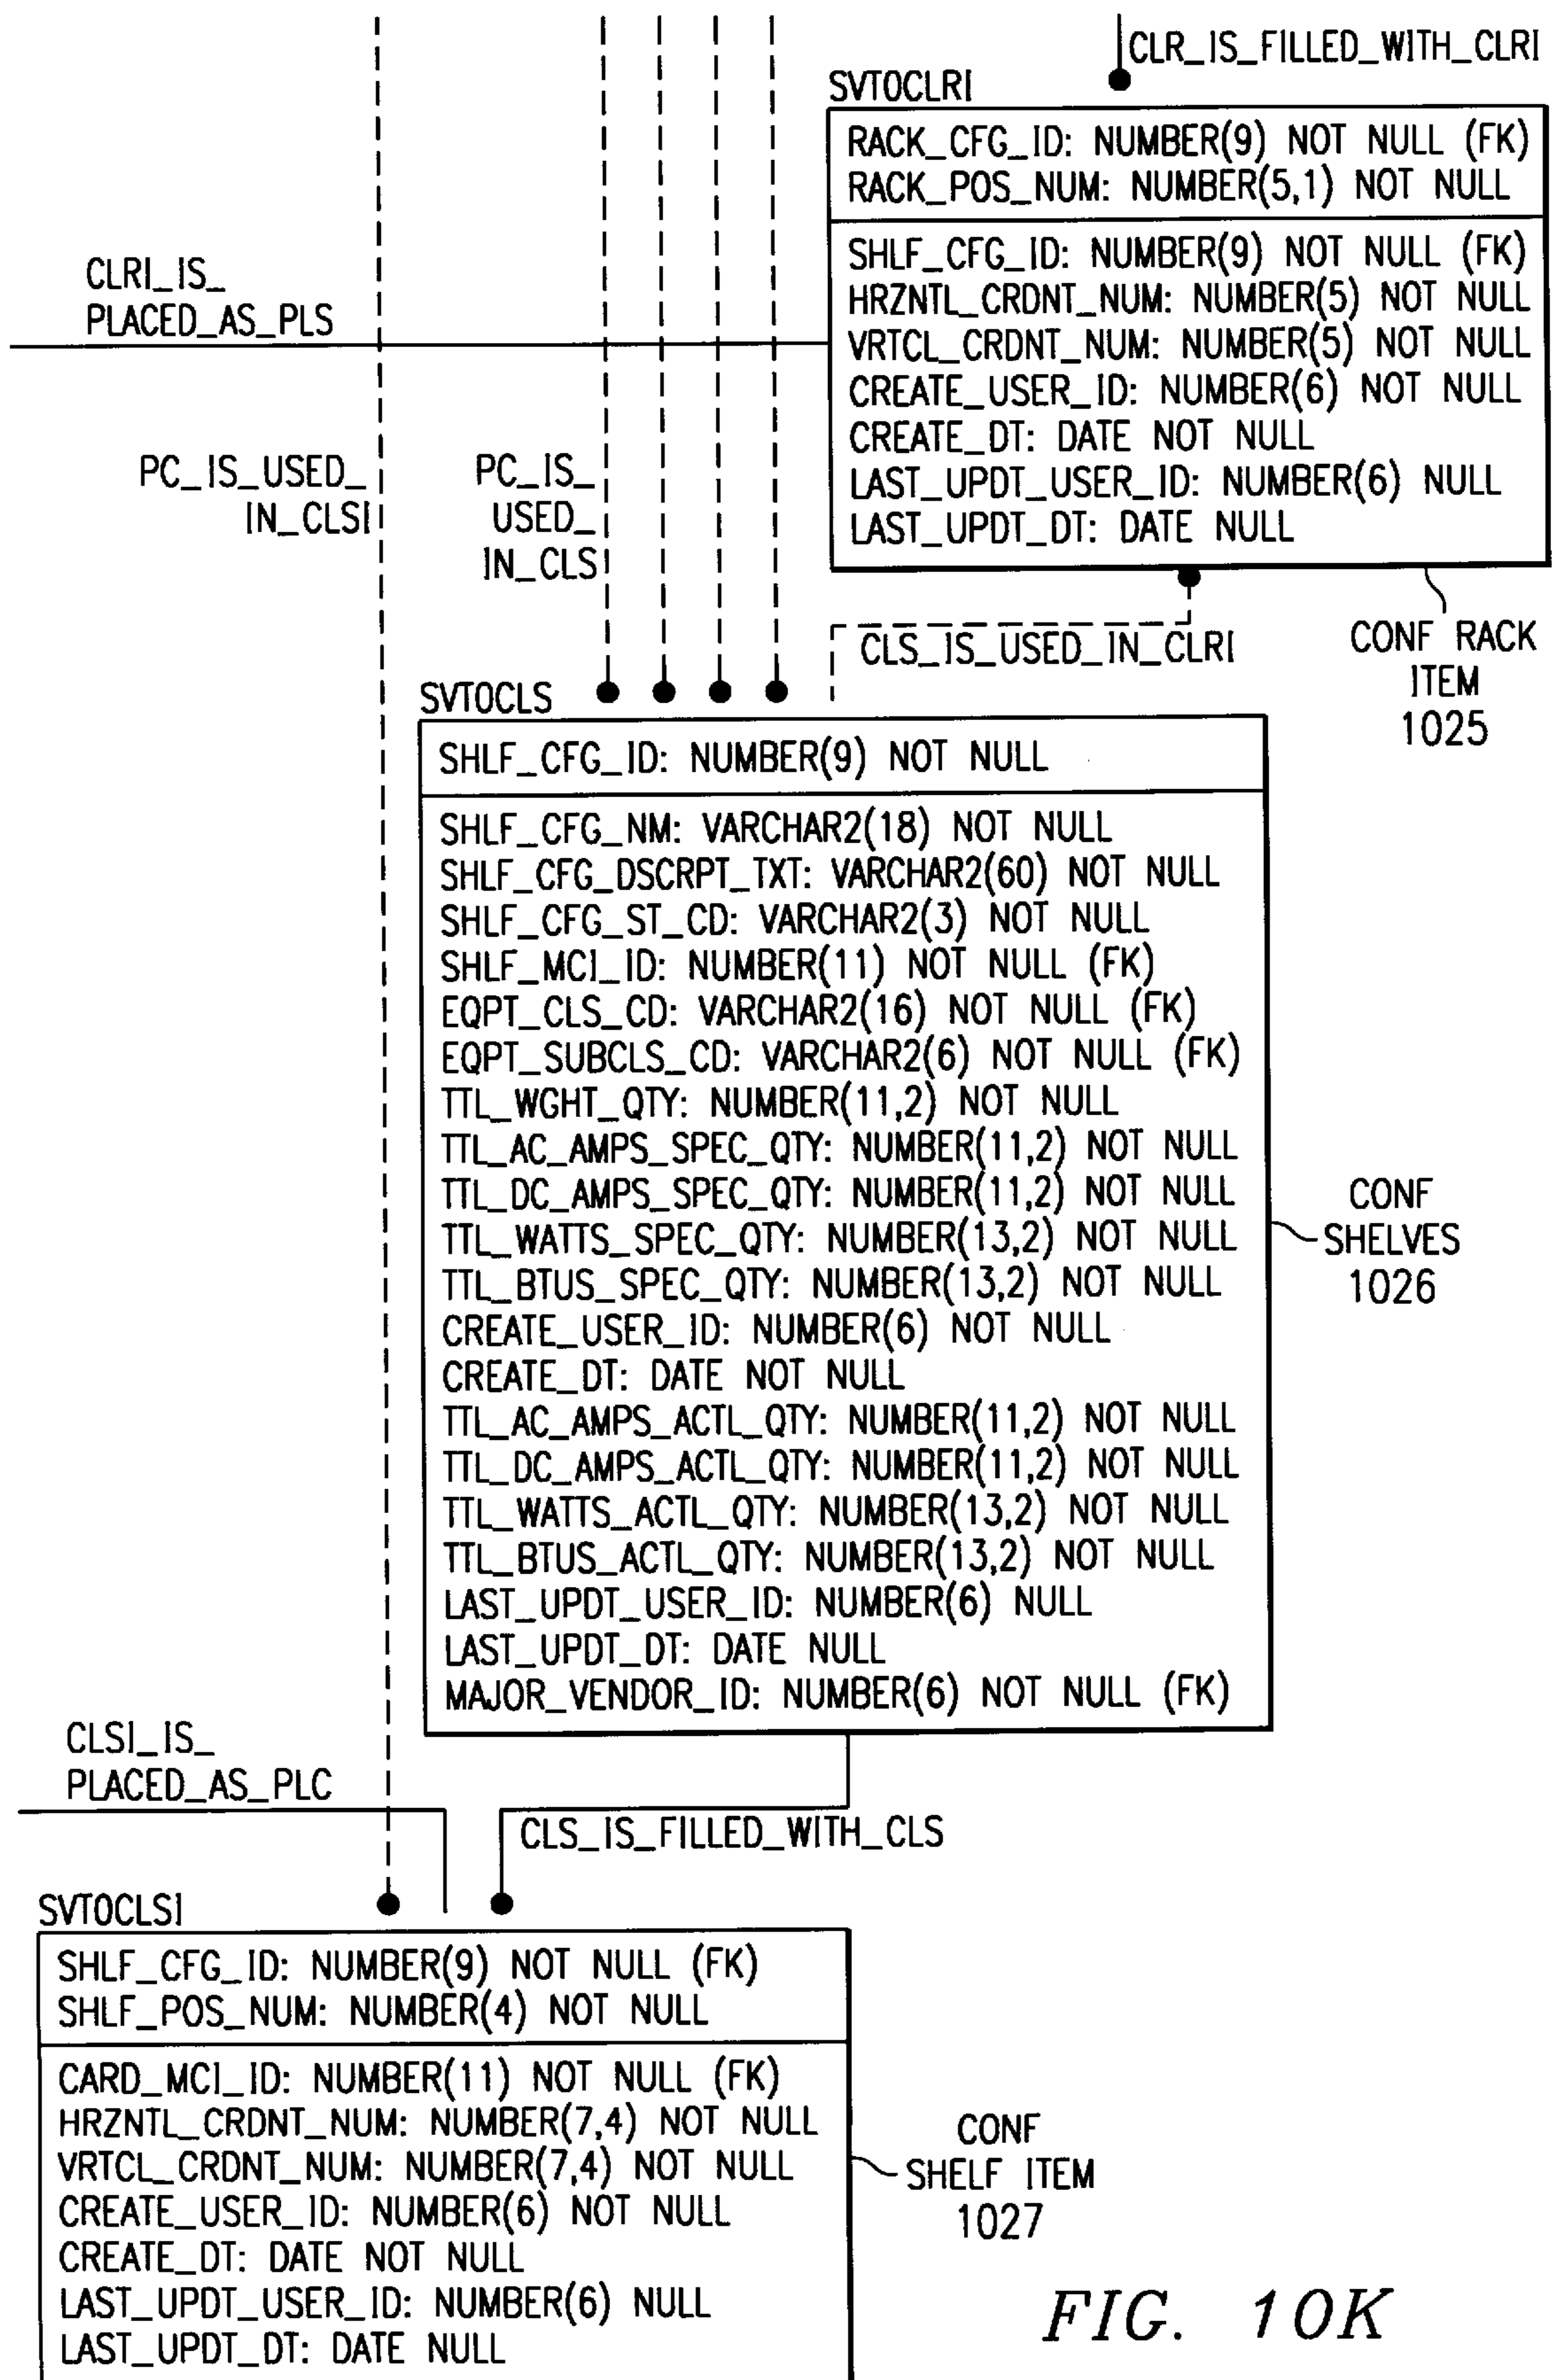 CLR_IS_FILLED_WITH_CLRI
SVTOCLRI
RACK_CFG_ID: NUMBER(9) NOT NULL (FK)
RACK_POS_NUM: NUMBER(5,1) NOT NULL
SHLF_CFG_ID: NUMBER(9) NOT NULL (FK)
HRZNTL_CRDNT_NUM: NUMBER(5) NOT NULL
VRTCL_CRDNT_NUM: NUMBER(5) NOT NULL
CREATE_USER_ID: NUMBER(6) NOT NULL
CREATE_DT: DATE NOT NULL
LAST_UPDT_USER_ID: NUMBER(6) NULL
LAST_UPDT_DT: DATE NULL
CLRI_IS_
PLACED_AS_PLS
PC_IS_USED_
IN_CLSI
PC_IS_
USED_
IN_CLS
CLS_IS_USED_IN_CLRI
CONF RACK
ITEM
1025
SVTOCLS
SHLF_CFG_ID: NUMBER(9) NOT NULL
SHLF_CFG_NM: VARCHAR2(18) NOT NULL
SHLF_CFG_DSCRPT_TXT: VARCHAR2(60) NOT NULL
SHLF_CFG_ST_CD: VARCHAR2(3) NOT NULL
SHLF_MCI_ID: NUMBER(11) NOT NULL (FK)
EQPT_CLS_CD: VARCHAR2(16) NOT NULL (FK)
EQPT_SUBCLS_CD: VARCHAR2(6) NOT NULL (FK)
TTL_WGHT_QTY: NUMBER(11,2) NOT NULL
TTL_AC_AMPS_SPEC_QTY: NUMBER(11,2) NOT NULL
TTL_DC_AMPS_SPEC_QTY: NUMBER(11,2) NOT NULL
TTL_WATTS_SPEC_QTY: NUMBER(13,2) NOT NULL
TTL_BTUS_SPEC_QTY: NUMBER(13,2) NOT NULL
CREATE_USER_ID: NUMBER(6) NOT NULL
CREATE_DT: DATE NOT NULL
TTL_AC_AMPS_ACTL_QTY: NUMBER(11,2) NOT NULL
TTL_DC_AMPS_ACTL_QTY: NUMBER(11,2) NOT NULL
TTL_WATTS_ACTL_QTY: NUMBER(13,2) NOT NULL
TTL_BTUS_ACTL_QTY: NUMBER(13,2) NOT NULL
LAST_UPDT_USER_ID: NUMBER(6) NULL
LAST_UPDT_DT: DATE NULL
MAJOR_VENDOR_ID: NUMBER(6) NOT NULL (FK)
CONF
SHELVES
1026
CLSI_IS_
PLACED_AS_PLC
CLS_IS_FILLED_WITH_CLS
SVTOCLSI
SHLF_CFG_ID: NUMBER(9) NOT NULL (FK)
SHLF_POS_NUM: NUMBER(4) NOT NULL
CARD_MCI_ID: NUMBER(11) NOT NULL (FK)
HRZNTL_CRDNT_NUM: NUMBER(7,4) NOT NULL
VRTCL_CRDNT_NUM: NUMBER(7,4) NOT NULL
CREATE_USER_ID: NUMBER(6) NOT NULL
CREATE_DT: DATE NOT NULL
LAST_UPDT_USER_ID: NUMBER(6) NULL
LAST_UPDT_DT: DATE NULL
CONF
SHELF ITEM
1027
FIG. 10K